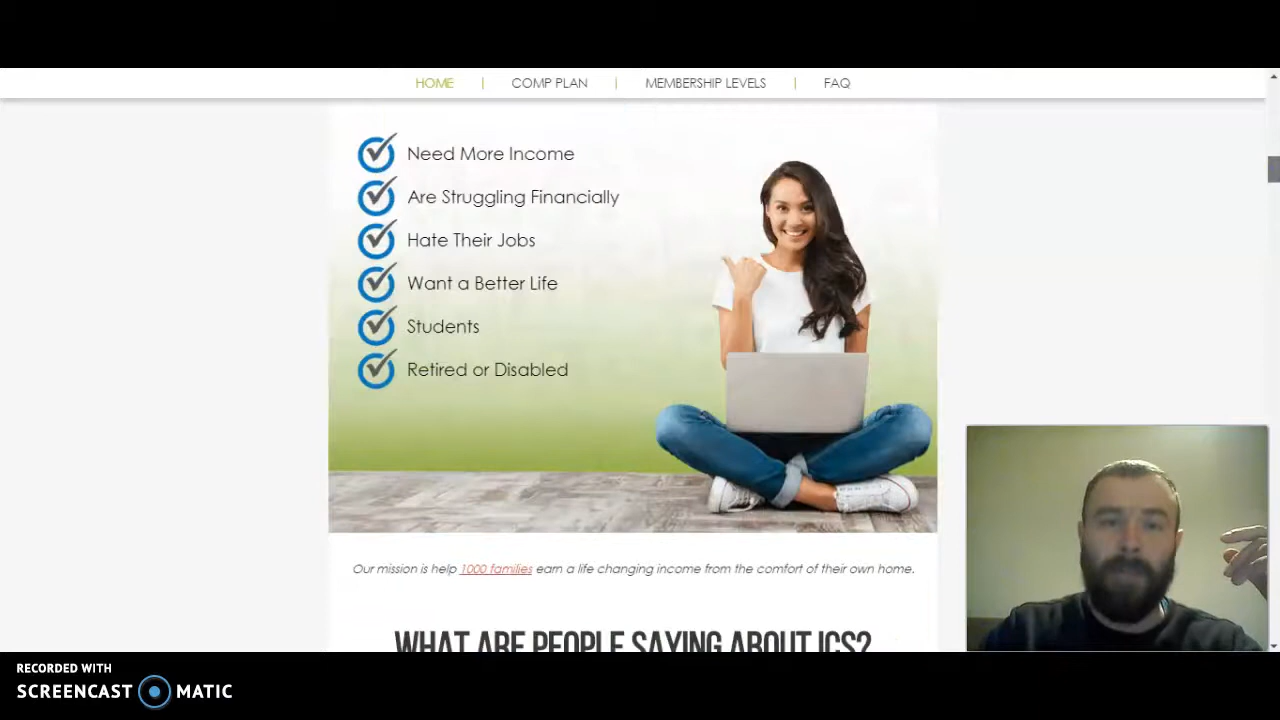 HOME | COMP PLAN | MEMBERSHIP LEVELS | FAQ
Need More Income
Are Struggling Financially
Hate Their Jobs
Want a Better Life
Students
Retired or Disabled
Our mission is help 1000 families earn a life changing income from the comfort of their own home.
WHAT ARE PEOPLE SAYING ABOUT ICS?
RECORDED WITH
SCREENCAST MATIC